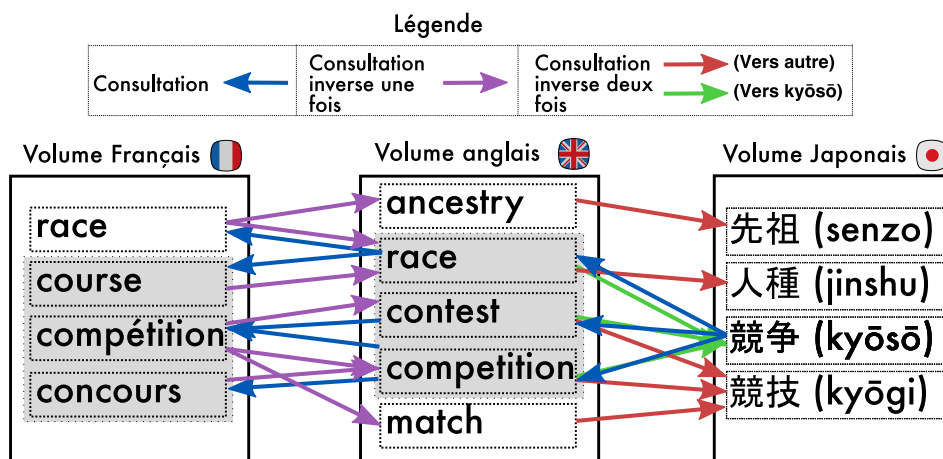 Légende
Consultation
Consultation
inverse une
fois
Consultation
inverse deux
fois
(Vers autre)
(Vers kyōsō)
Volume Français
race
course
compétition
concours
Volume anglais
ancestry
race
contest
competition
match
Volume Japonais
先祖 (senzo)
人種 (jinshu)
競争 (kyōsō)
競技 (kyōgi)